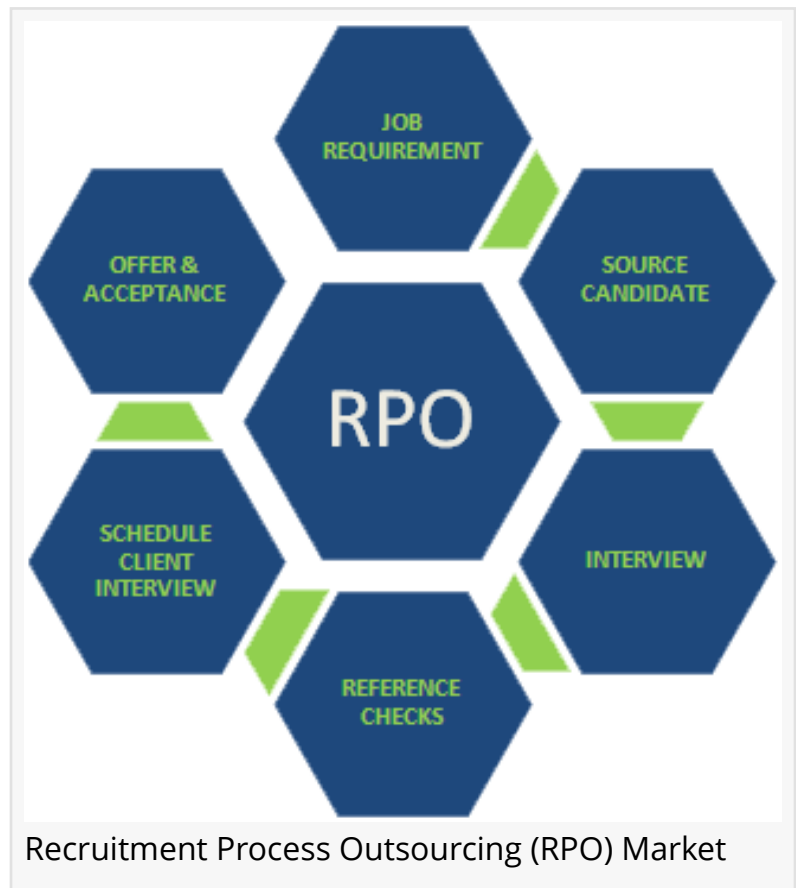 JOB
REQUIREMENT
SOURCE
CANDIDATE
INTERVIEW
REFERENCE
CHECKS
SCHEDULE
CLIENT
INTERVIEW
OFFER &
ACCEPTANCE
RPO
Recruitment Process Outsourcing (RPO) Market